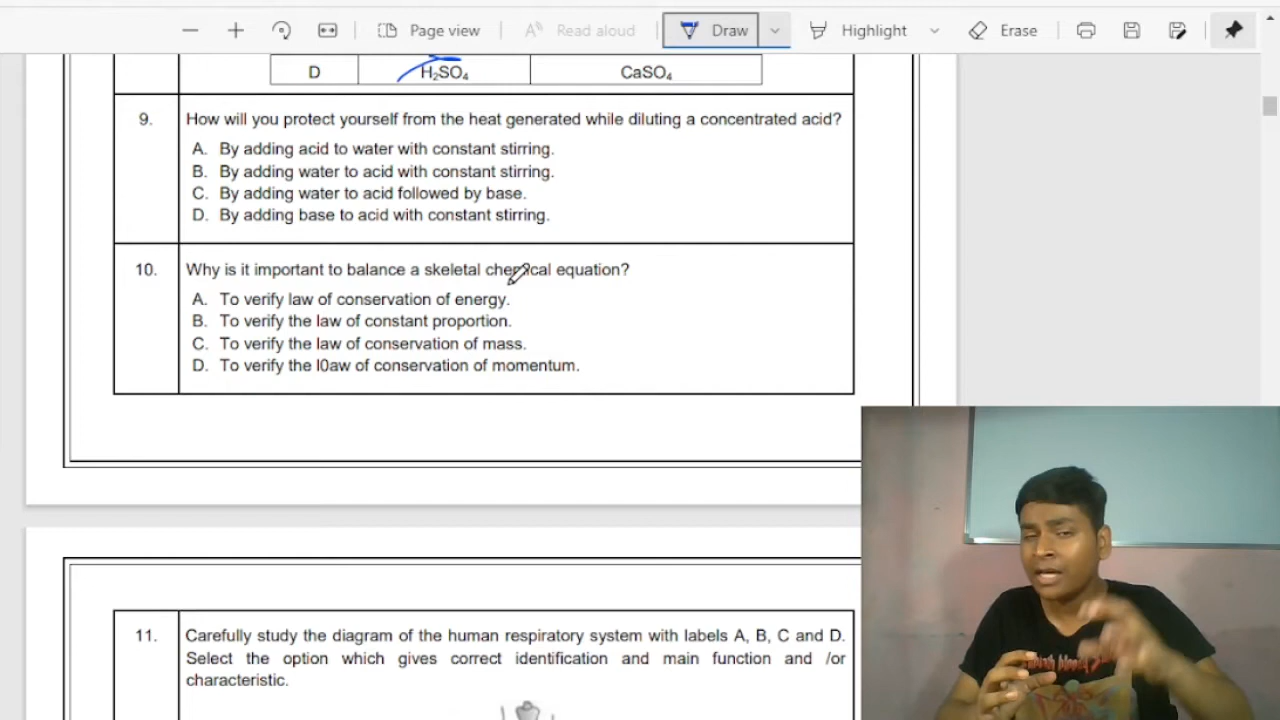 Page view
Read aloud
Draw
Highlight
Erase
D
H₂SO₄
CaSO₄
9.
How will you protect yourself from the heat generated while diluting a concentrated acid?
A. By adding acid to water with constant stirring.
B. By adding water to acid with constant stirring.
C. By adding water to acid followed by base.
D. By adding base to acid with constant stirring.
10.
Why is it important to balance a skeletal chemical equation?
A. To verify law of conservation of energy.
B. To verify the law of constant proportion.
C. To verify the law of conservation of mass.
D. To verify the l0aw of conservation of momentum.
11.
Carefully study the diagram of the human respiratory system with labels A, B, C and D.
Select the option which gives correct identification and main function and /or
characteristic.